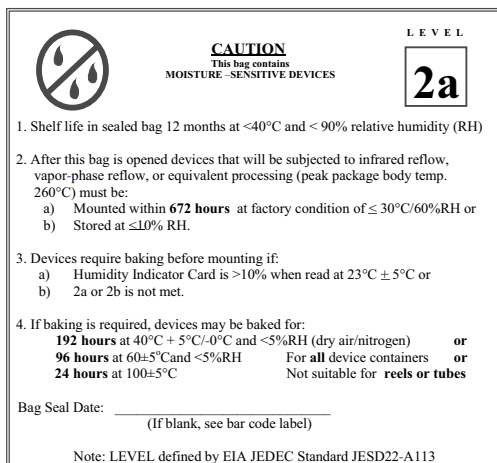 LEVEL
CAUTION
This bag contains
MOISTURE –SENSITIVE DEVICES
2a
1. Shelf life in sealed bag 12 months at <40°C and < 90% relative humidity (RH)
2. After this bag is opened devices that will be subjected to infrared reflow,
vapor-phase reflow, or equivalent processing (peak package body temp.
260°C) must be:
a) Mounted within 672 hours at factory condition of ≤ 30°C/60%RH or
b) Stored at ≤10% RH.
3. Devices require baking before mounting if:
a) Humidity Indicator Card is >10% when read at 23°C ± 5°C or
b) 2a or 2b is not met.
4. If baking is required, devices may be baked for:
192 hours at 40°C + 5°C/-0°C and <5%RH (dry air/nitrogen) or
96 hours at 60±5°Cand <5%RH For all device containers or
24 hours at 100±5°C Not suitable for reels or tubes
Bag Seal Date: ______________________________
(If blank, see bar code label)
Note: LEVEL defined by EIA JEDEC Standard JESD22-A113